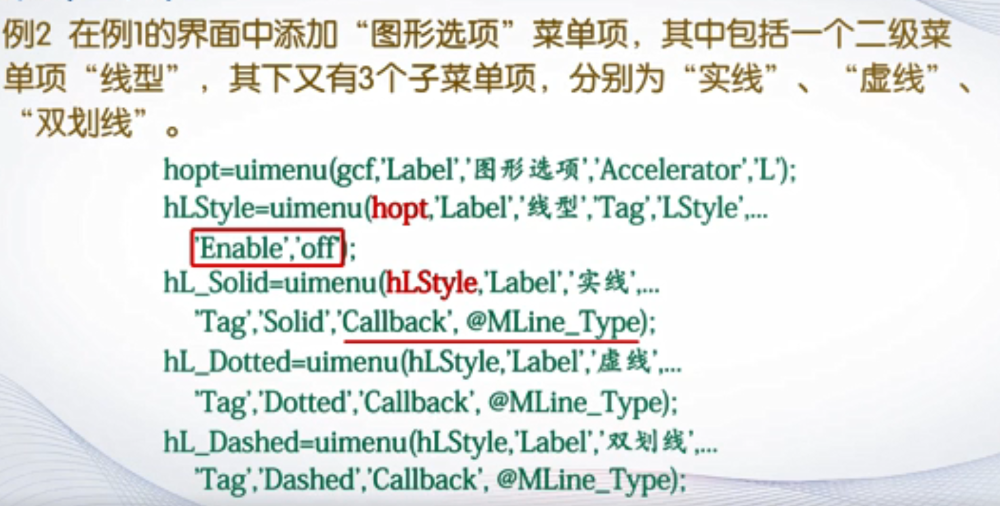 例2 在例1的界面中添加“图形选项”菜单项，其中包括一个二级菜
单项“线型”，其下又有3个子菜单项，分别为“实线”、“虚线”、
“双划线”。
hopt=uimenu(gcf,'Label','图形选项','Accelerator','L');
hLStyle=uimenu(hopt,'Label','线型','Tag','LStyle',...
'Enable','off');
hL_Solid=uimenu(hLStyle,'Label','实线',...
'Tag','Solid','Callback', @MLine_Type);
hL_Dotted=uimenu(hLStyle,'Label','虚线',...
'Tag','Dotted','Callback', @MLine_Type);
hL_Dashed=uimenu(hLStyle,'Label','双划线',...
'Tag','Dashed','Callback', @MLine_Type);